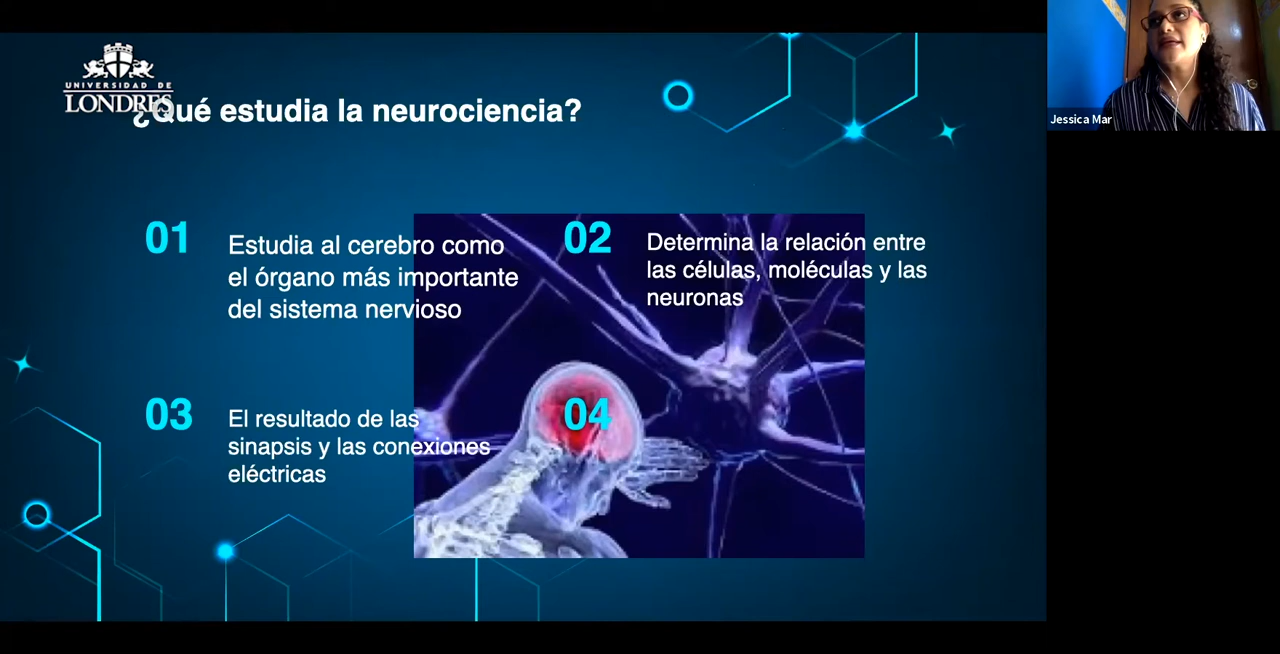 UNIVERSIDAD DE
LONDRES
¿Qué estudia la neurociencia?
01
Estudia al cerebro como
el órgano más importante
del sistema nervioso
02
Determina la relación entre
las células, moléculas y las
neuronas
03
El resultado de las
sinapsis y las conexiones
eléctricas
04
Jessica Mar